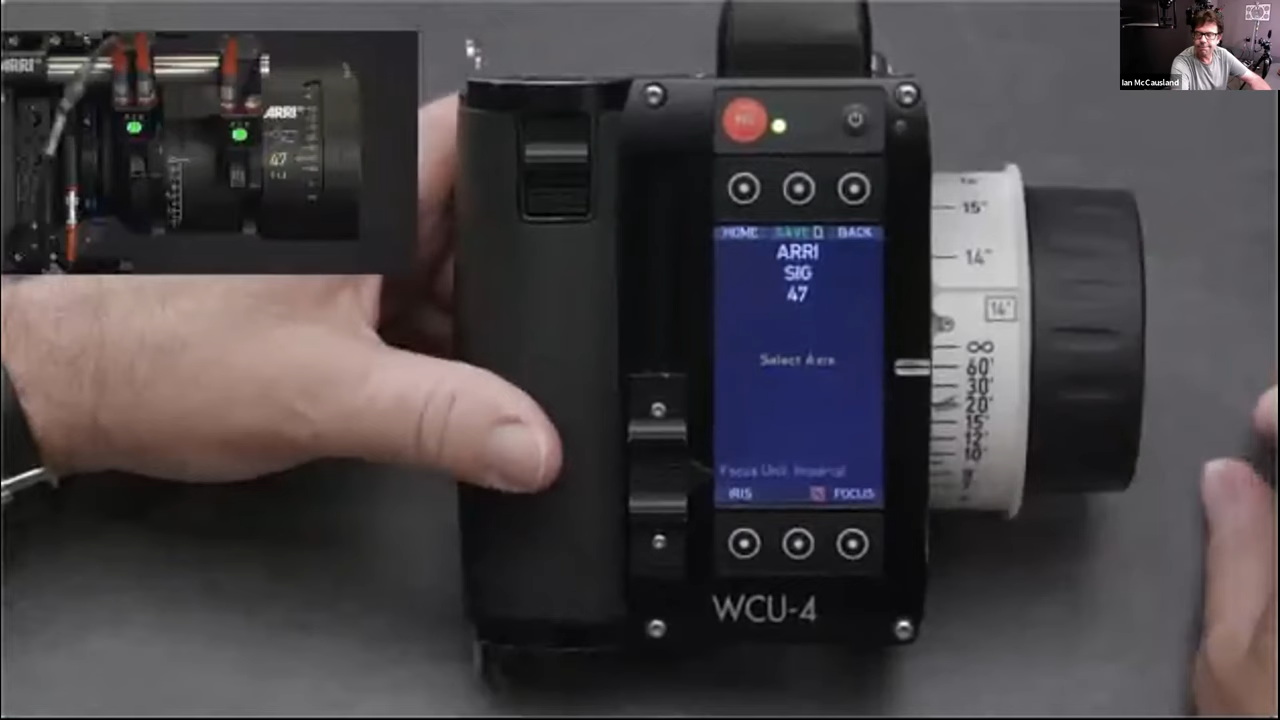 Ian McCausland
ARRI
ARRI
47
REC
HOME SAVE BACK
ARRI
SIG
47
Select Axis
Focus Unit Imperial
IRIS FOCUS
WCU-4
15"
14"
14"
∞
60'
30'
20'
15'
12'
10'